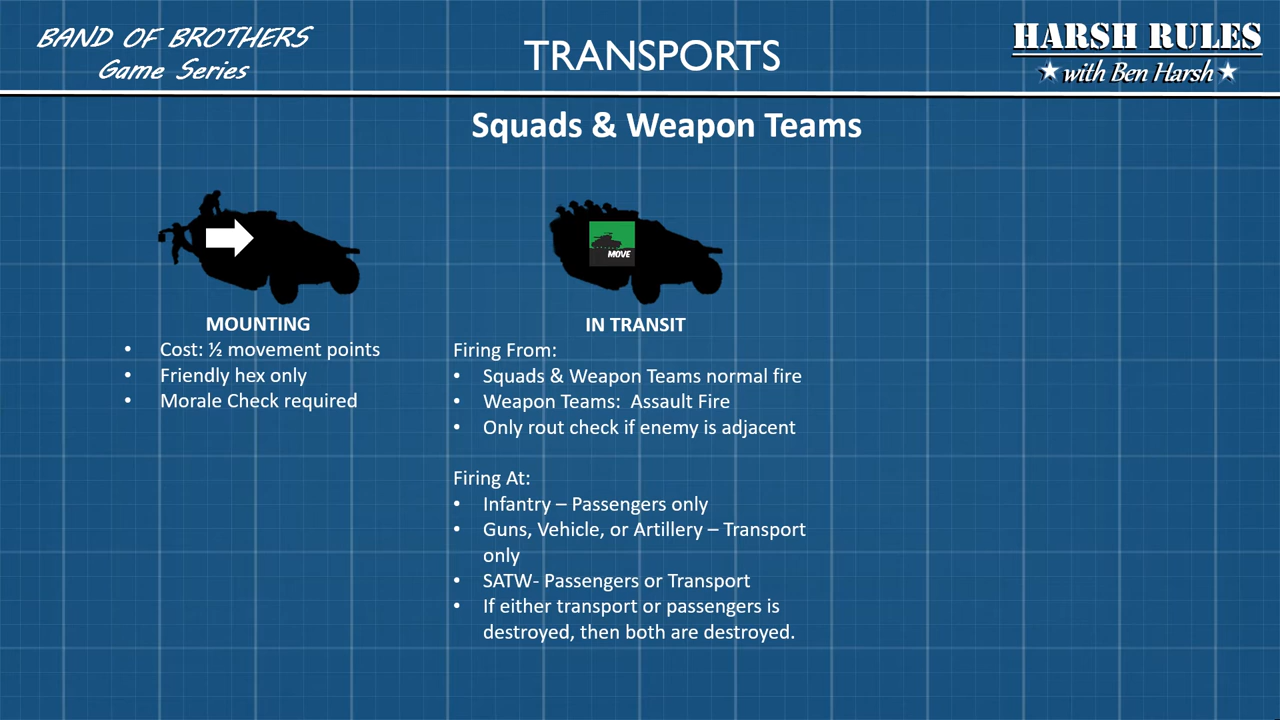 BAND OF BROTHERS
Game Series
TRANSPORTS
HARSH RULES
with Ben Harsh
Squads & Weapon Teams
MOVE
MOUNTING
• Cost: ½ movement points
• Friendly hex only
• Morale Check required
IN TRANSIT
Firing From:
• Squads & Weapon Teams normal fire
• Weapon Teams: Assault Fire
• Only rout check if enemy is adjacent
Firing At:
• Infantry – Passengers only
• Guns, Vehicle, or Artillery – Transport
only
• SATW- Passengers or Transport
• If either transport or passengers is
destroyed, then both are destroyed.